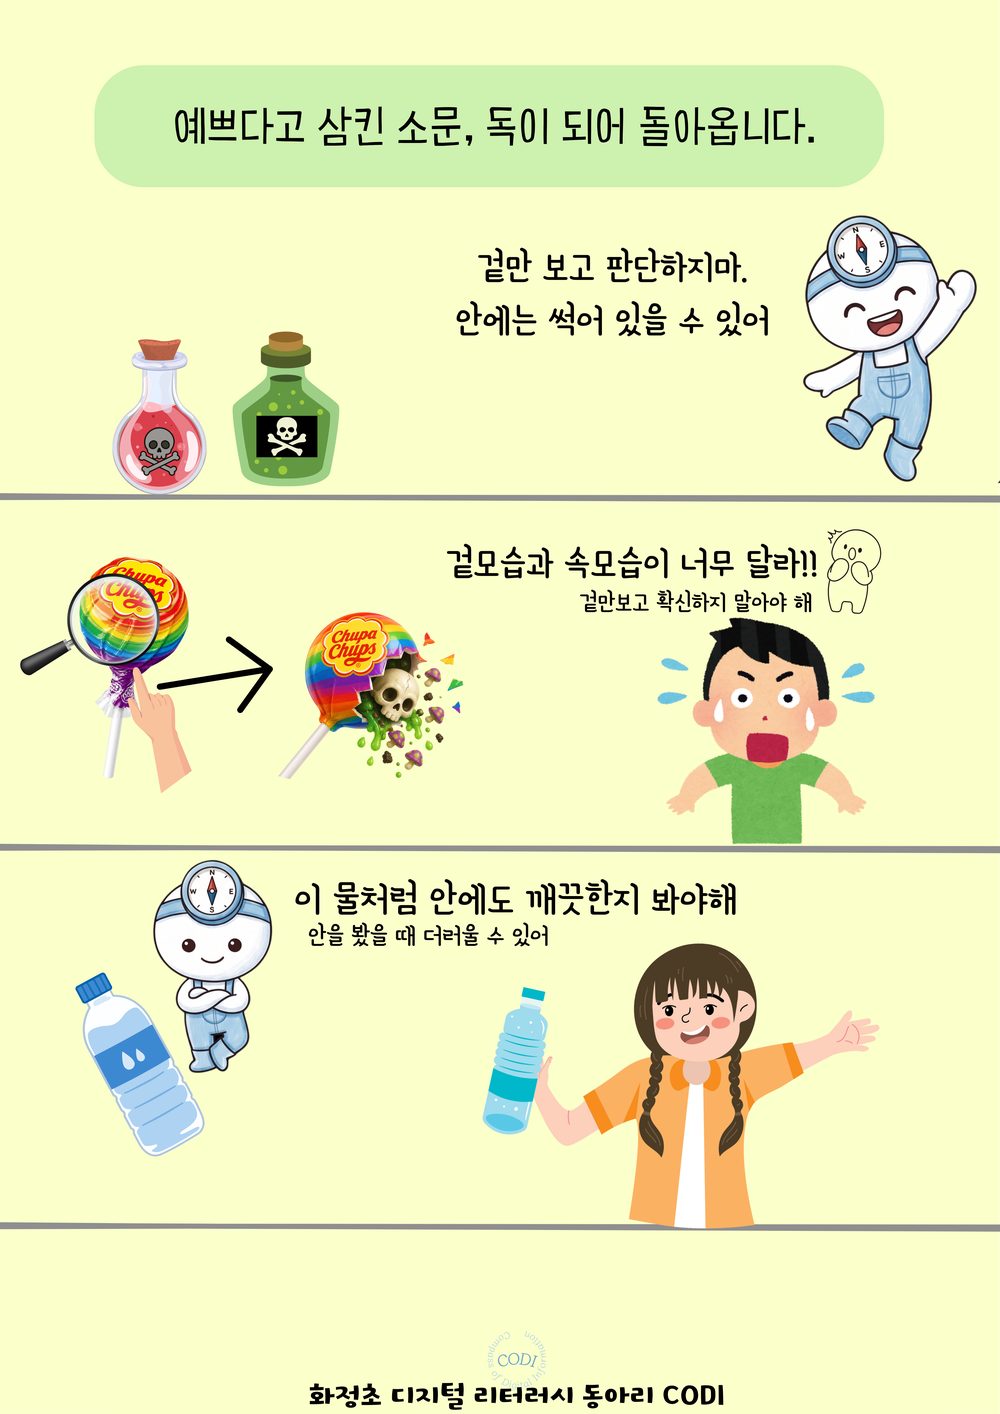 예쁘다고 삼킨 소문, 독이 되어 돌아옵니다.
겉만 보고 판단하지마.
안에는 썩어 있을 수 있어
N
E
S
W
겉모습과 속모습이 너무 달라!!
겉만보고 확신하지 말아야 해
Chupa
Chups
Chupa
Chups
N
E
S
W
이 물처럼 안에도 깨끗한지 봐야해
안을 봤을 때 더러울 수 있어
CODI
Compass of Digital Information
화정초 디지털 리터러시 동아리 CODI